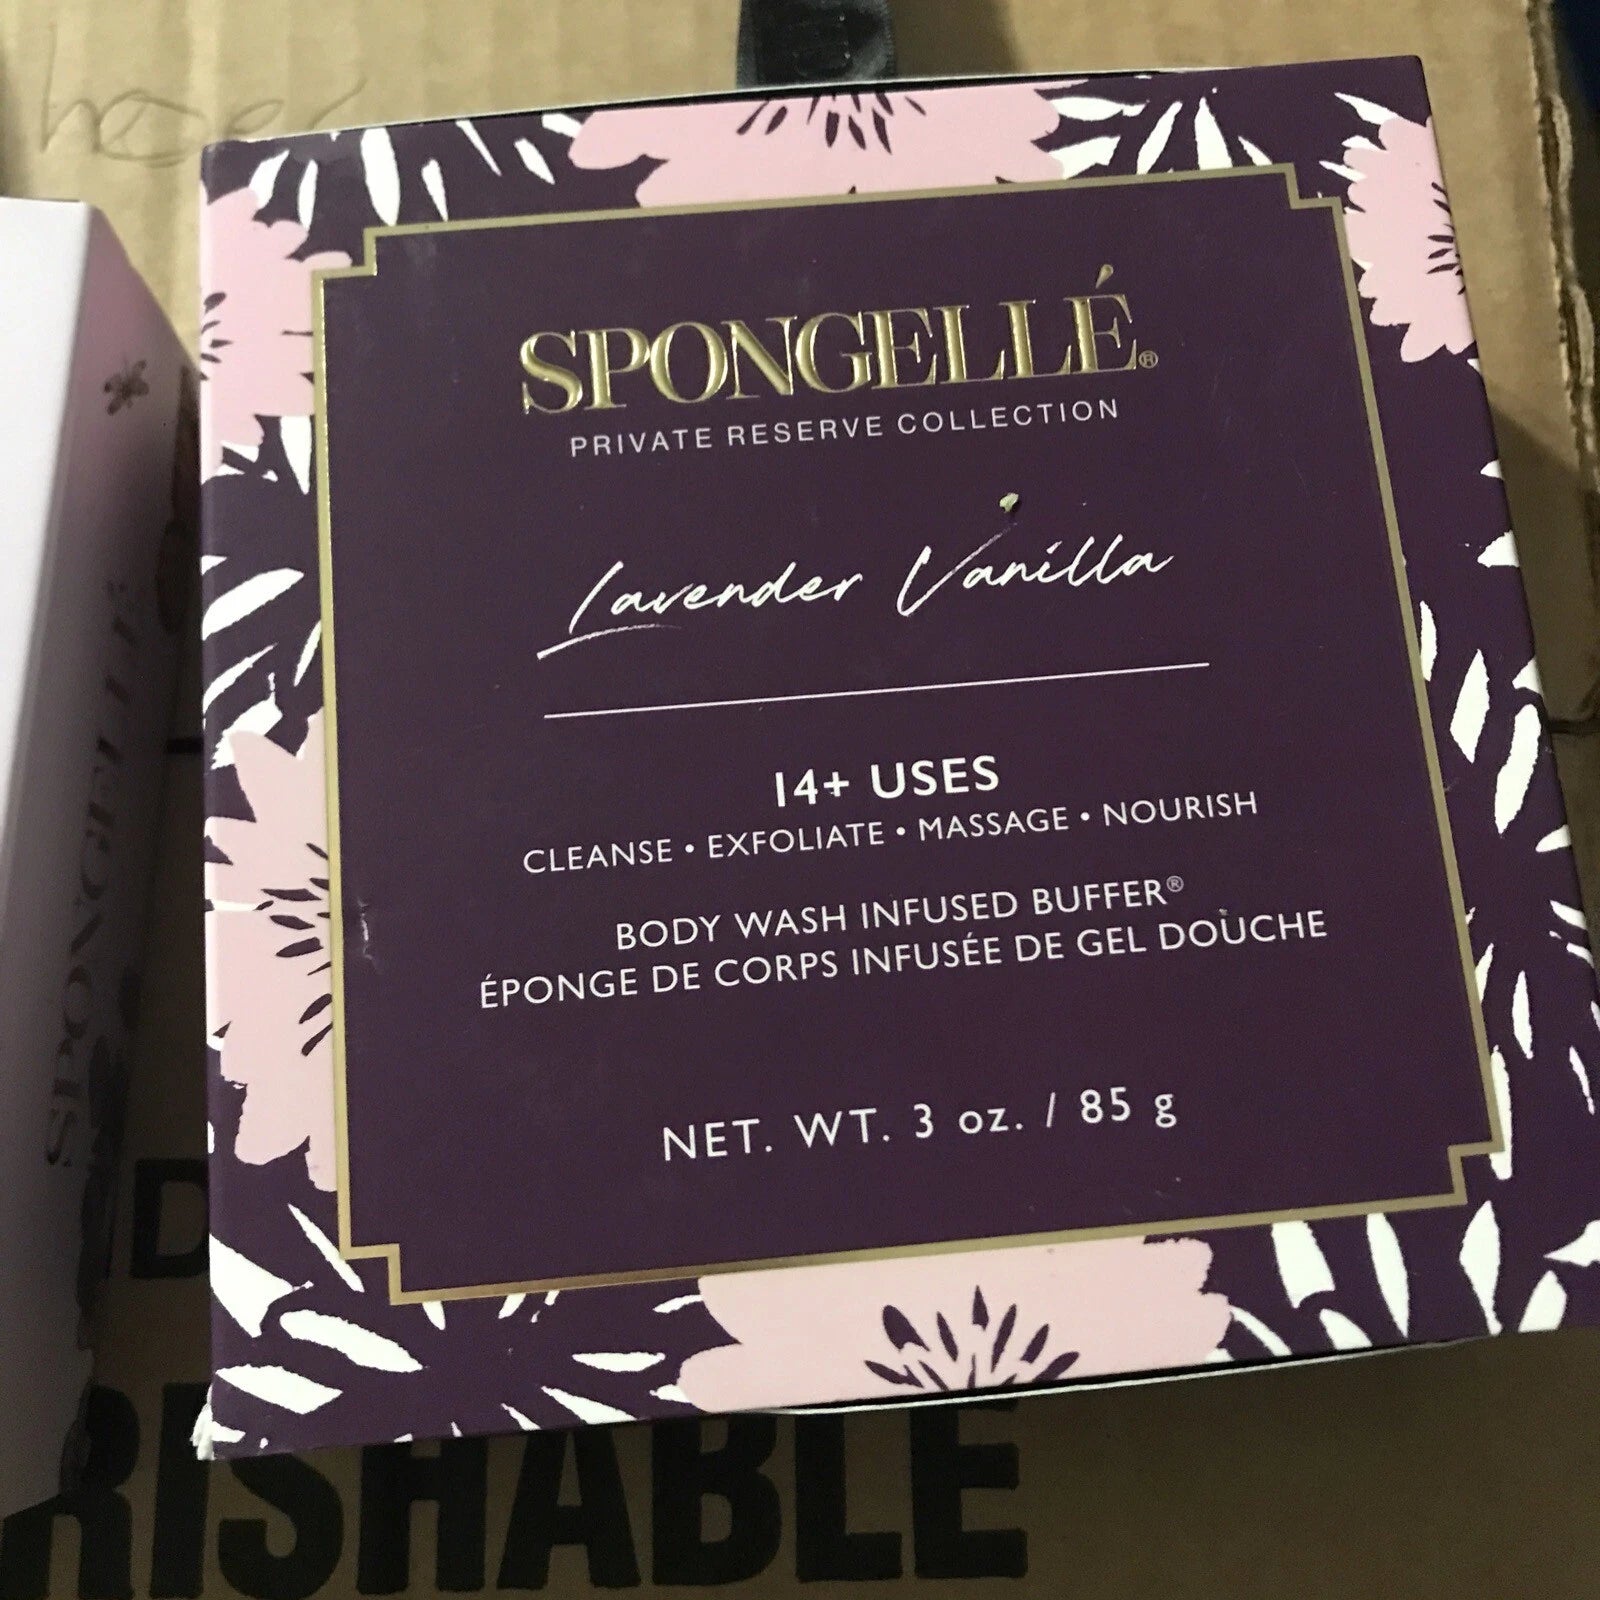 SPONGELLÉ®
PRIVATE RESERVE COLLECTION
Lavender Vanilla
14+ USES
CLEANSE • EXFOLIATE • MASSAGE • NOURISH
BODY WASH INFUSED BUFFER®
ÉPONGE DE CORPS INFUSÉE DE GEL DOUCHE
NET. WT. 3 oz. / 85 g
SPONGELLÉ
D
RISHABLE